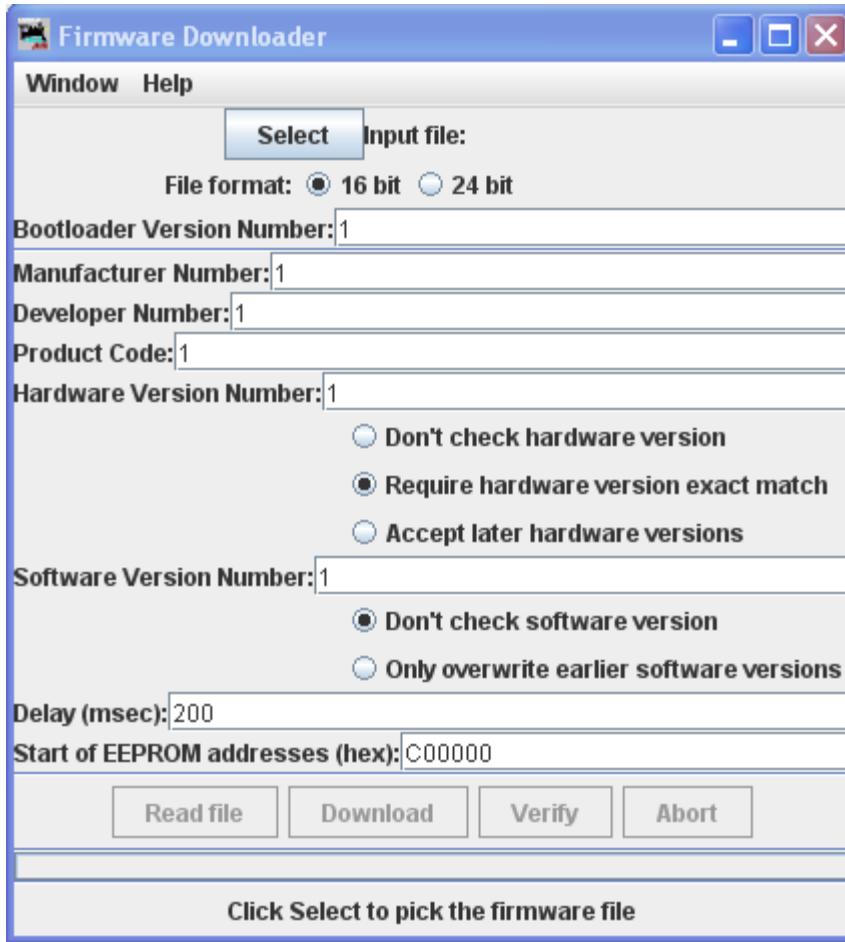 Firmware Downloader
Window Help
Select Input file:
File format: 16 bit 24 bit
Bootloader Version Number: 1
Manufacturer Number: 1
Developer Number: 1
Product Code: 1
Hardware Version Number: 1
Don't check hardware version
Require hardware version exact match
Accept later hardware versions
Software Version Number: 1
Don't check software version
Only overwrite earlier software versions
Delay (msec): 200
Start of EEPROM addresses (hex): C00000
Read file Download Verify Abort
Click Select to pick the firmware file